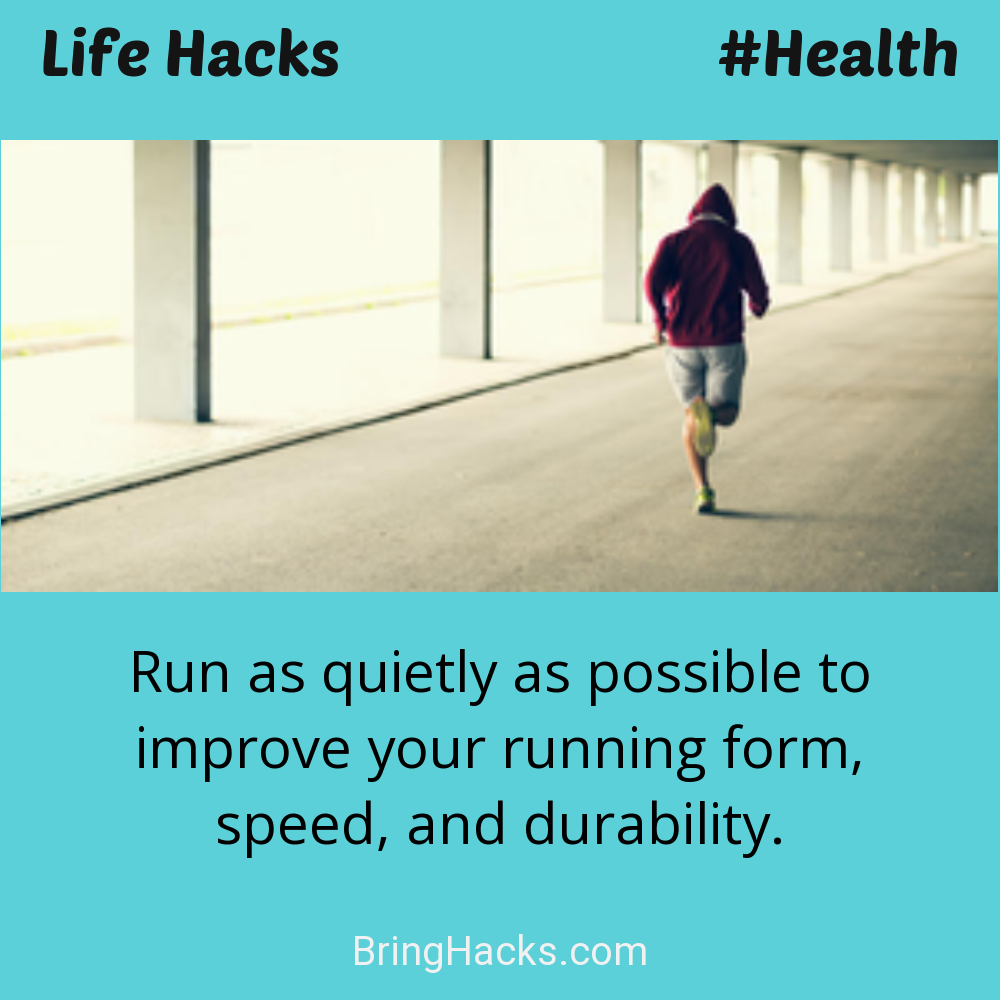 Life Hacks #Health
Run as quietly as possible to
improve your running form,
speed, and durability.
BringHacks.com